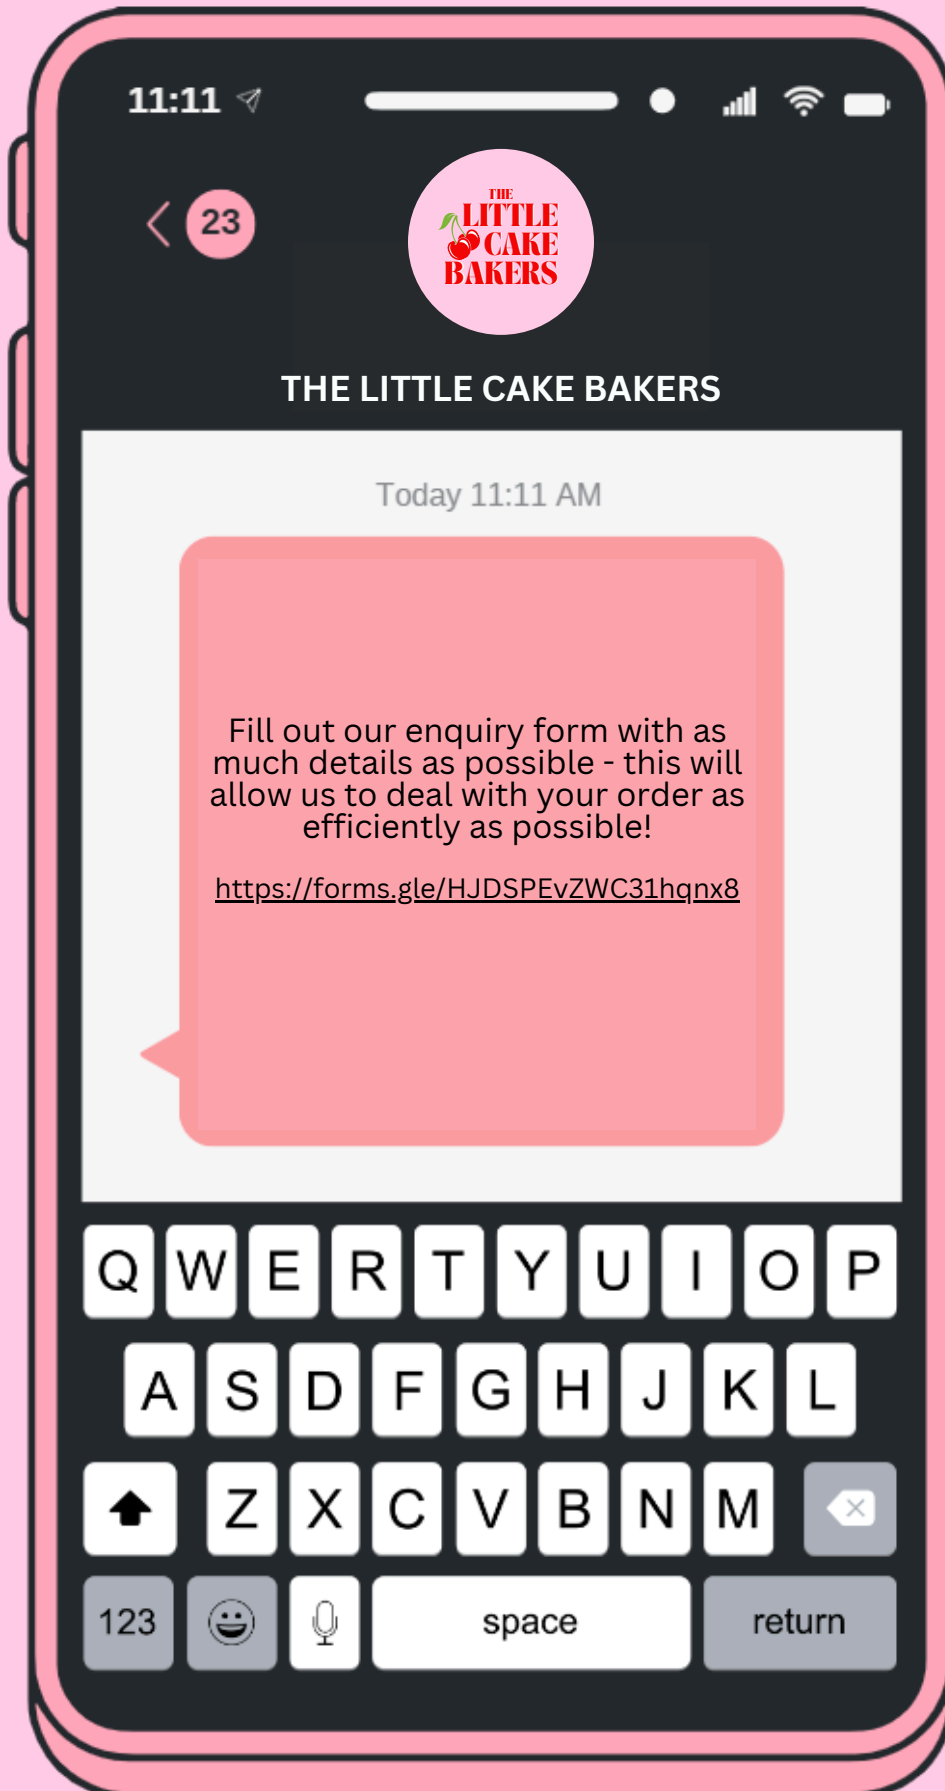 11:11
23
THE
LITTLE
CAKE
BAKERS
THE LITTLE CAKE BAKERS
Today 11:11 AM
Fill out our enquiry form with as
much details as possible - this will
allow us to deal with your order as
efficiently as possible!
https://forms.gle/HJDSPEvZWC31hqnx8
Q W E R T Y U I O P
A S D F G H J K L
Z X C V B N M
123 space return